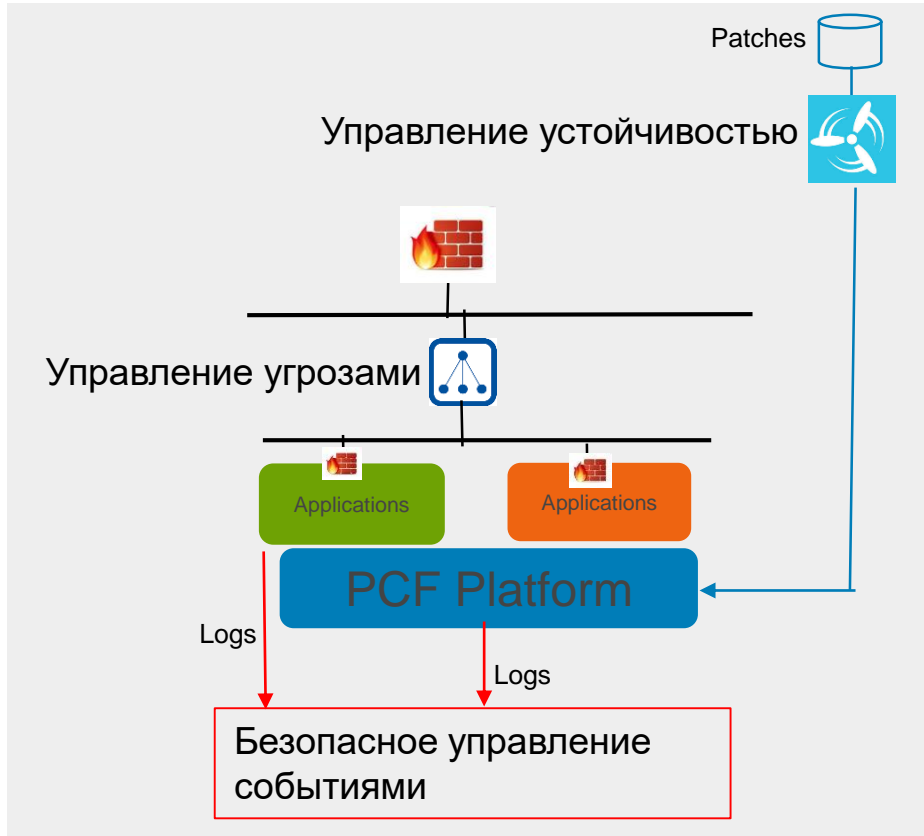 Patches
Управление устойчивостью
Управление угрозами
Applications
Applications
PCF Platform
Logs
Logs
Безопасное управление
событиями